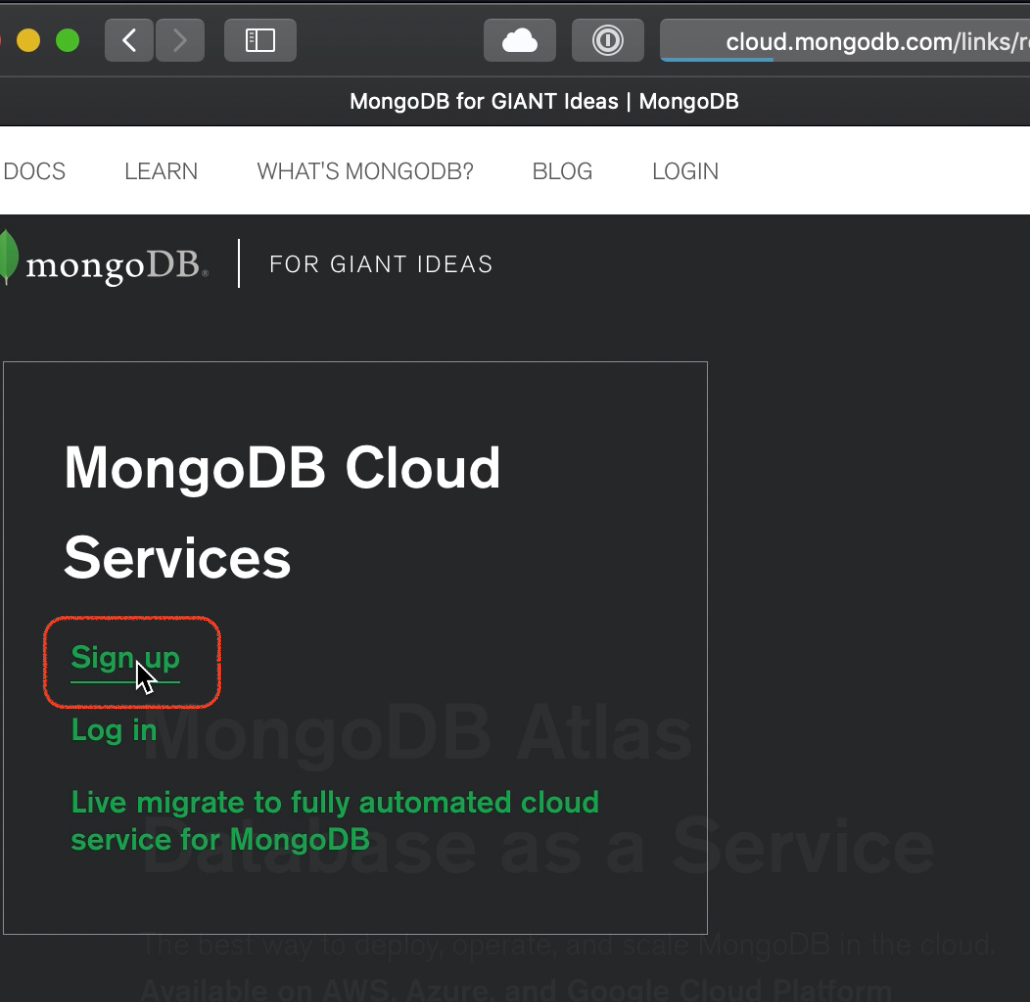 cloud.mongodb.com/links/r
MongoDB for GIANT Ideas | MongoDB
DOCS LEARN WHAT'S MONGODB? BLOG LOGIN
mongoDB® FOR GIANT IDEAS
MongoDB Cloud
Services
Sign up
Log in
MongoDB Atlas
Live migrate to fully automated cloud
service for MongoDB
Database as a Service
The best way to deploy, operate, and scale MongoDB in the cloud.
Available on AWS, Azure, and Google Cloud Platform